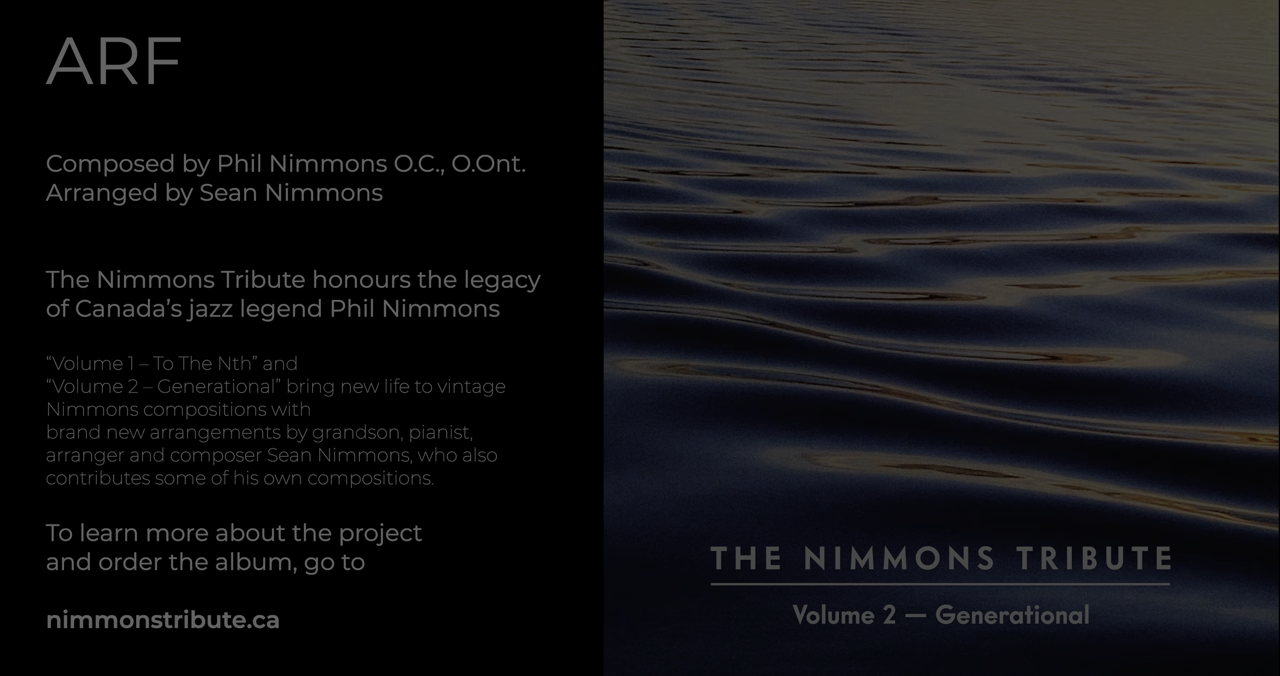 ARF
Composed by Phil Nimmons O.C., O.Ont.
Arranged by Sean Nimmons
The Nimmons Tribute honours the legacy
of Canada’s jazz legend Phil Nimmons
“Volume 1 – To The Nth” and
“Volume 2 – Generational” bring new life to vintage
Nimmons compositions with
brand new arrangements by grandson, pianist,
arranger and composer Sean Nimmons, who also
contributes some of his own compositions.
To learn more about the project
and order the album, go to
nimmonstribute.ca
THE NIMMONS TRIBUTE
Volume 2 — Generational